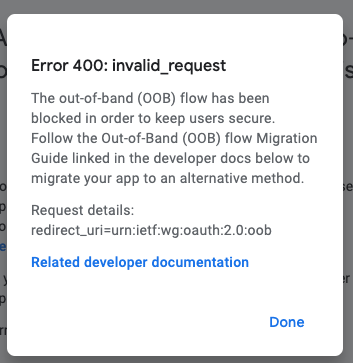 Error 400: invalid_request
The out-of-band (OOB) flow has been
blocked in order to keep users secure.
Follow the Out-of-Band (OOB) flow Migration
Guide linked in the developer docs below to
migrate your app to an alternative method.
Request details:
redirect_uri=urn:ietf:wg:oauth:2.0:oob
Related developer documentation
Done